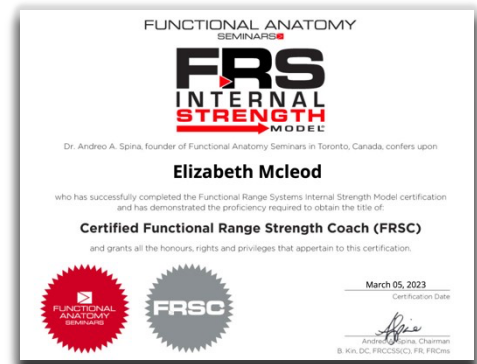 FUNCTIONAL ANATOMY
SEMINARS
FRS
INTERNAL
STRENGTH
MODEL
Dr. Andreo A. Spina, founder of Functional Anatomy Seminars in Toronto, Canada, confers upon
Elizabeth Mcleod
who has successfully completed the Functional Range Systems Internal Strength Model certification
and has demonstrated the proficiency required to obtain the title of:
Certified Functional Range Strength Coach (FRSC)
and grants all the honours, rights and privileges that appertain to this certification.
March 05, 2023
Certification Date
FUNCTIONAL
ANATOMY
SEMINARS
FRSC
Andreo A. Spina, Chairman
B. Kin, DC, FRCCSS(C), FR, FRCms